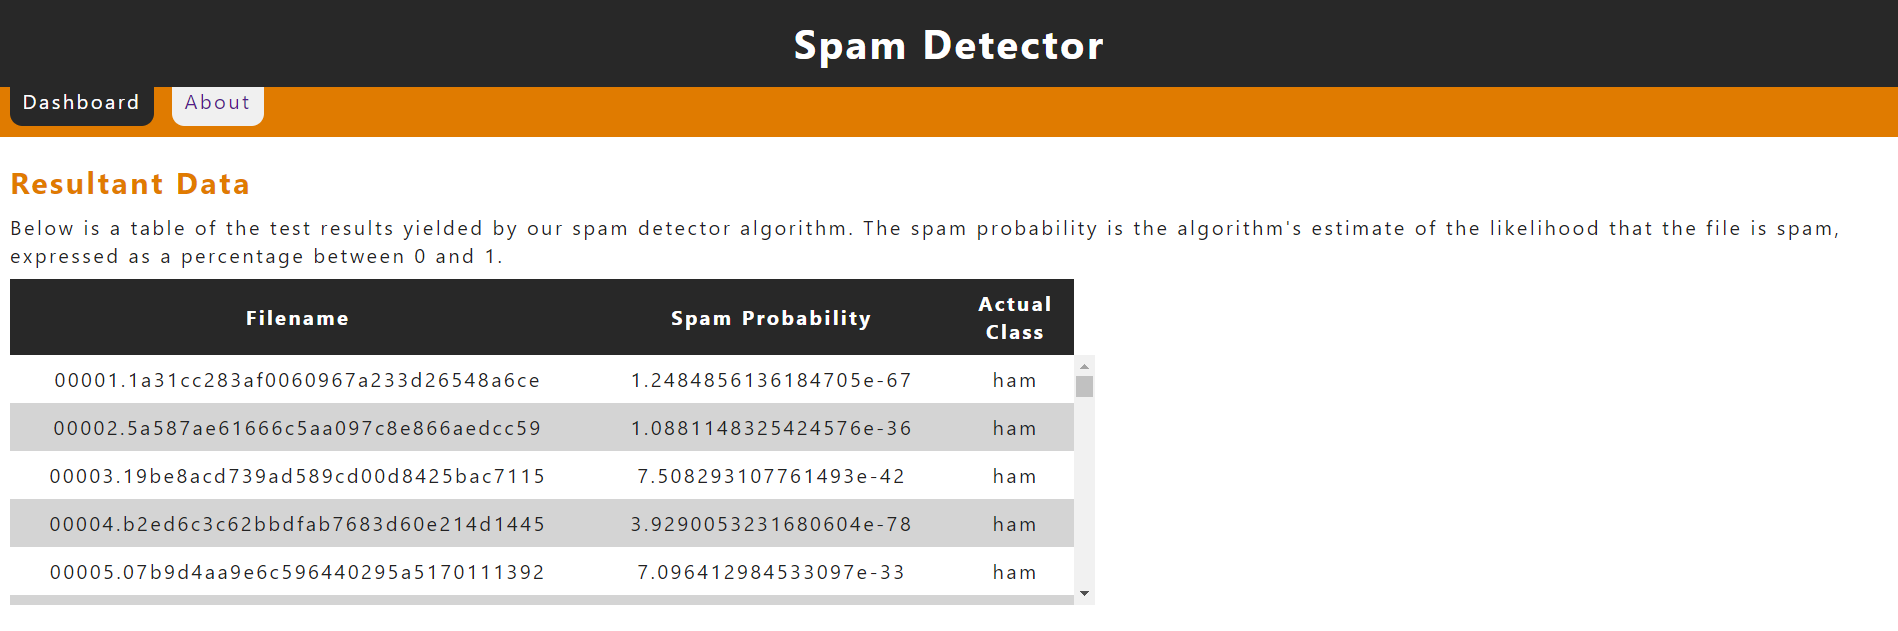 Spam Detector
Dashboard About
Resultant Data
Below is a table of the test results yielded by our spam detector algorithm. The spam probability is the algorithm's estimate of the likelihood that the file is spam,
expressed as a percentage between 0 and 1.
Filename Spam Probability Actual Class
00001.1a31cc283af0060967a233d26548a6ce 1.2484856136184705e-67 ham
00002.5a587ae61666c5aa097c8e866aedcc59 1.0881148325424576e-36 ham
00003.19be8acd739ad589cd00d8425bac7115 7.508293107761493e-42 ham
00004.b2ed6c3c62bbdfab7683d60e214d1445 3.9290053231680604e-78 ham
00005.07b9d4aa9e6c596440295a5170111392 7.096412984533097e-33 ham